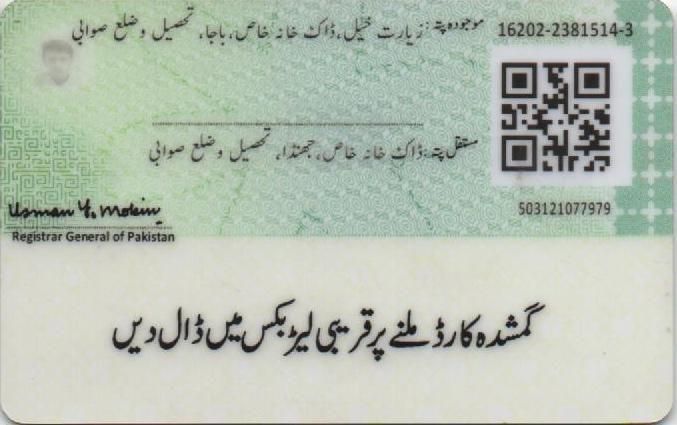 موجودہ پتہ: زیارت خیل، ڈاک خانہ خاص، باجا، تحصیل و ضلع صوابی
16202-2381514-3
مستقل پتہ: ڈاک خانہ خاص، جھنڈا، تحصیل و ضلع صوابی
503121077979
Usman Y. Mobin
Registrar General of Pakistan
گمشدہ کارڈ ملنے پر قریبی لیٹر بکس میں ڈال دیں